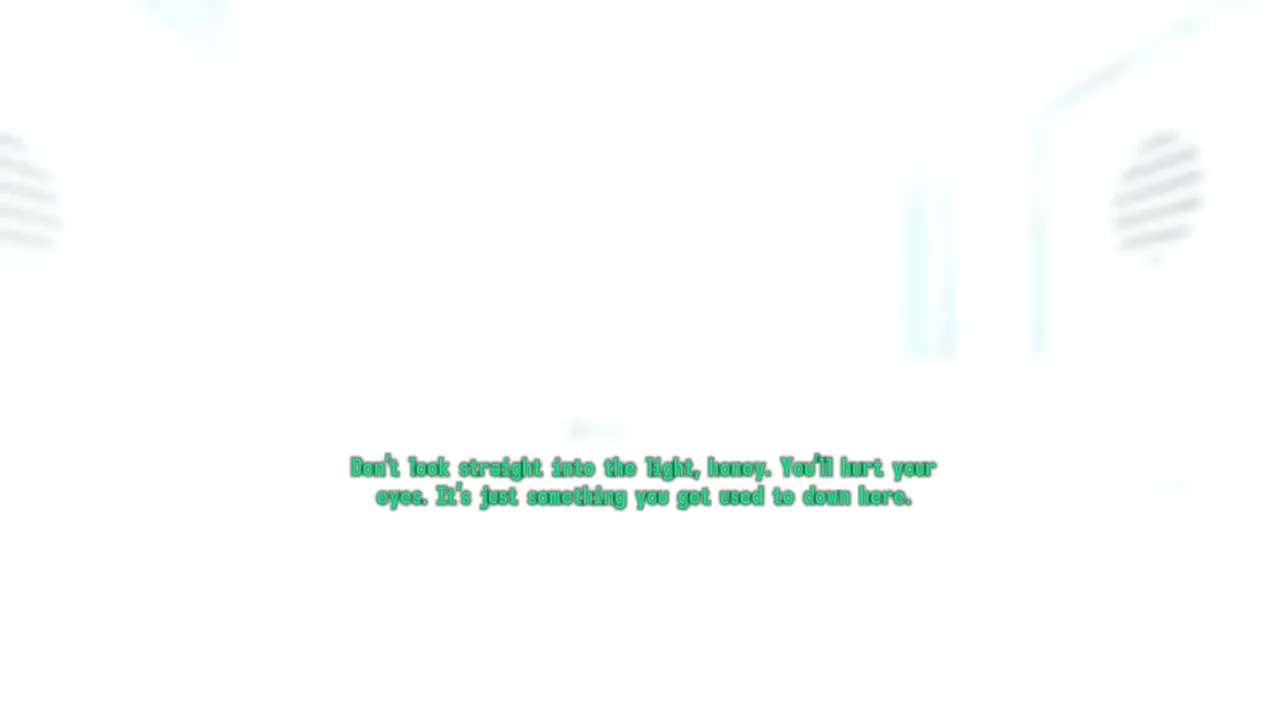 Don't look straight into the light, honey. You'll hurt your
eyes. It's just something you get used to down here.